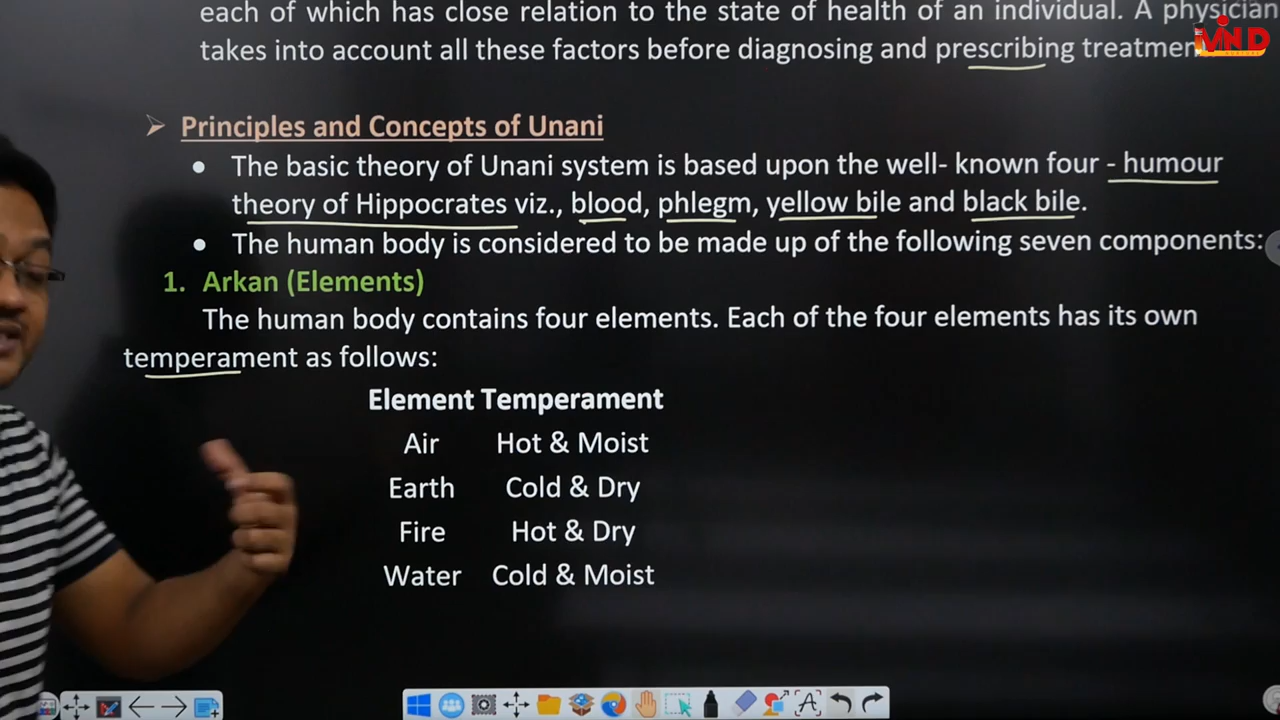 each of which has close relation to the state of health of an individual. A physician
takes into account all these factors before diagnosing and prescribing
➢ Principles and Concepts of Unani
• The basic theory of Unani system is based upon the well- known four - humour
theory of Hippocrates viz., blood, phlegm, yellow bile and black bile.
• The human body is considered to be made up of the following seven components:
1. Arkan (Elements)
The human body contains four elements. Each of the four elements has its own
temperament as follows:
Element Temperament
Air Hot & Moist
Earth Cold & Dry
Fire Hot & Dry
Water Cold & Moist